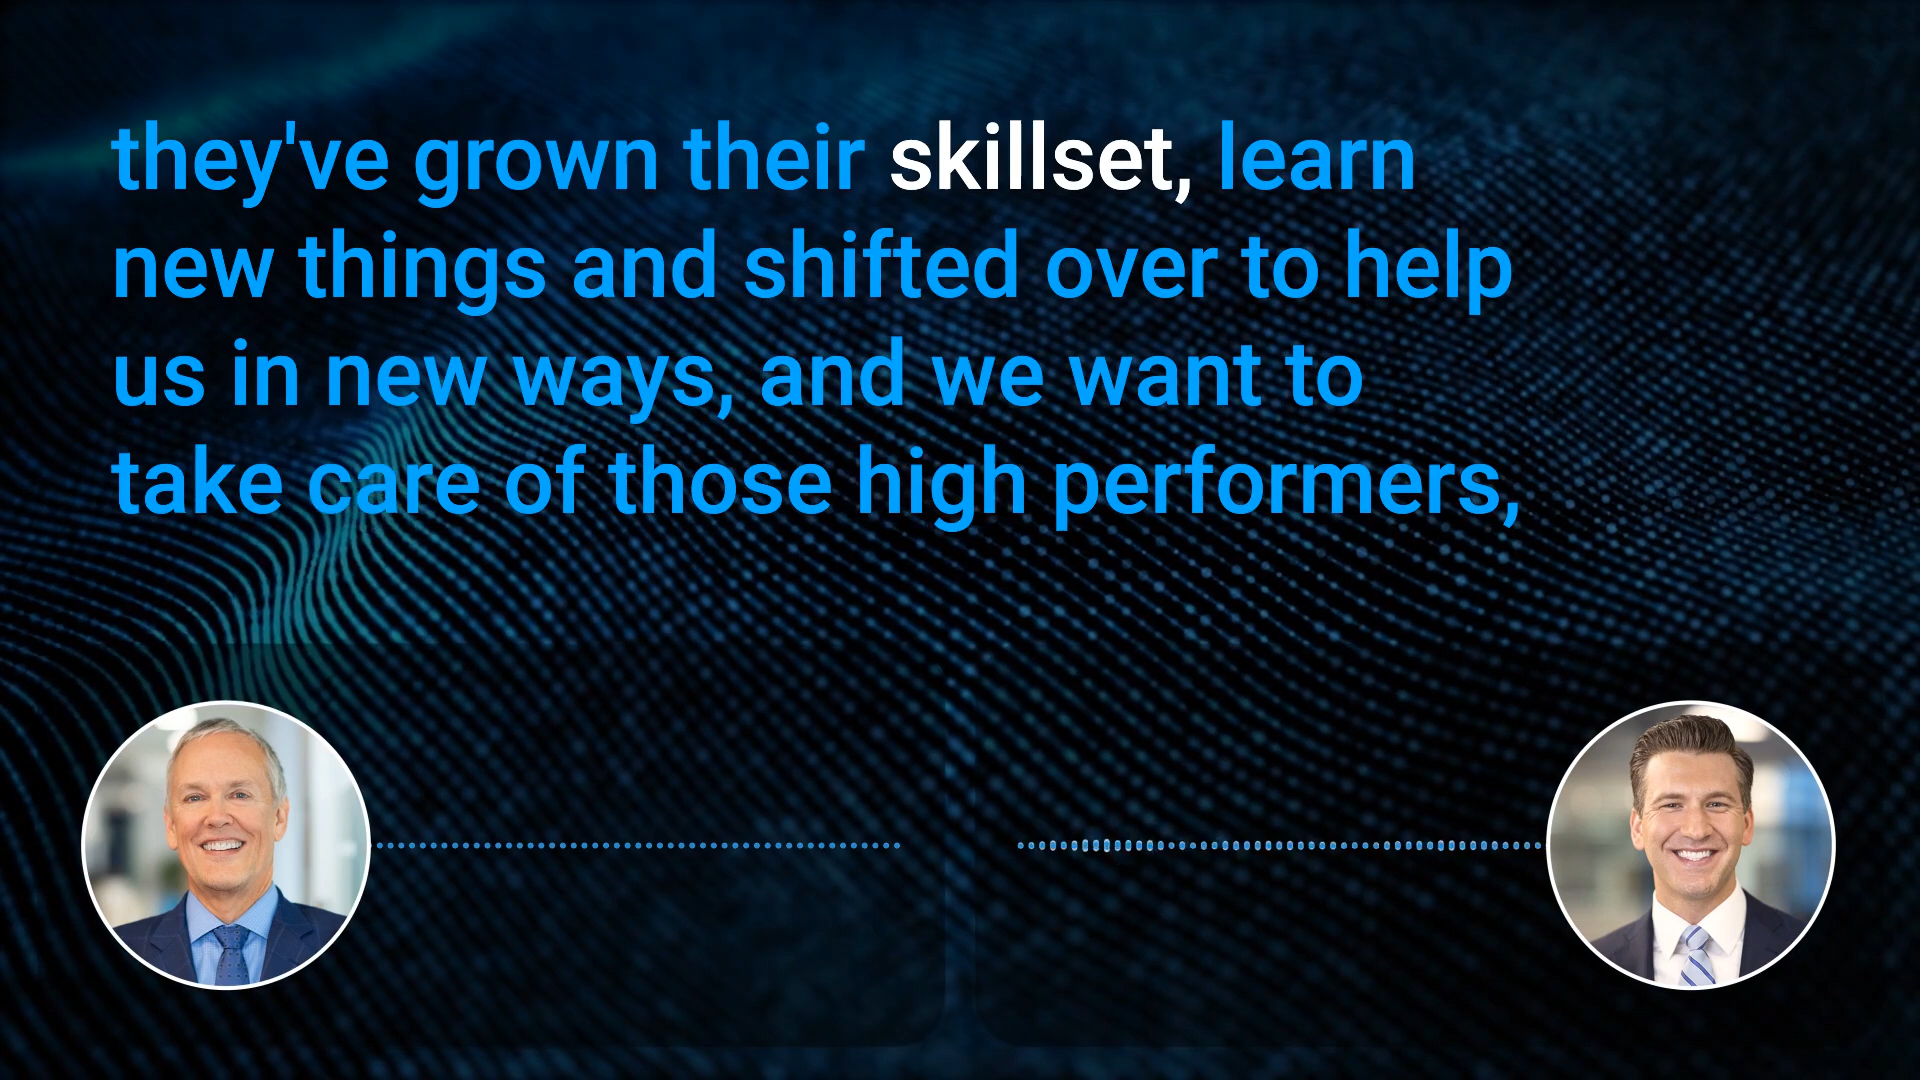 they've grown their skillset, learn
new things and shifted over to help
us in new ways, and we want to
take care of those high performers,